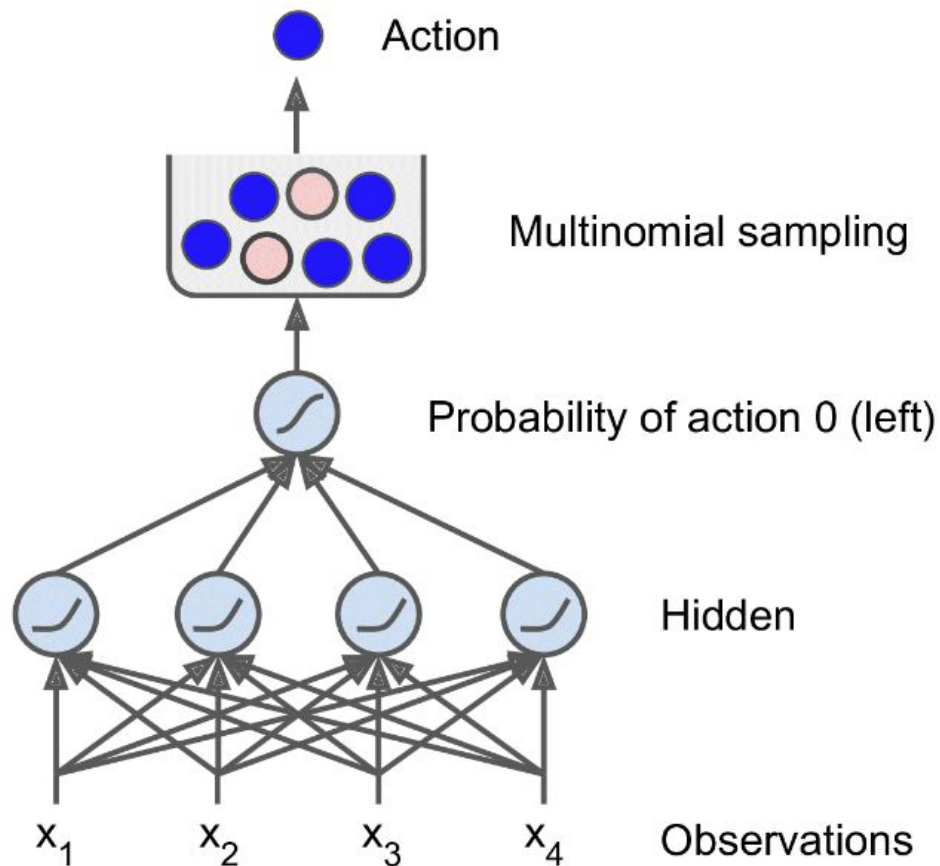 Action
Multinomial sampling
Probability of action 0 (left)
Hidden
x₁ x₂ x₃ x₄ Observations